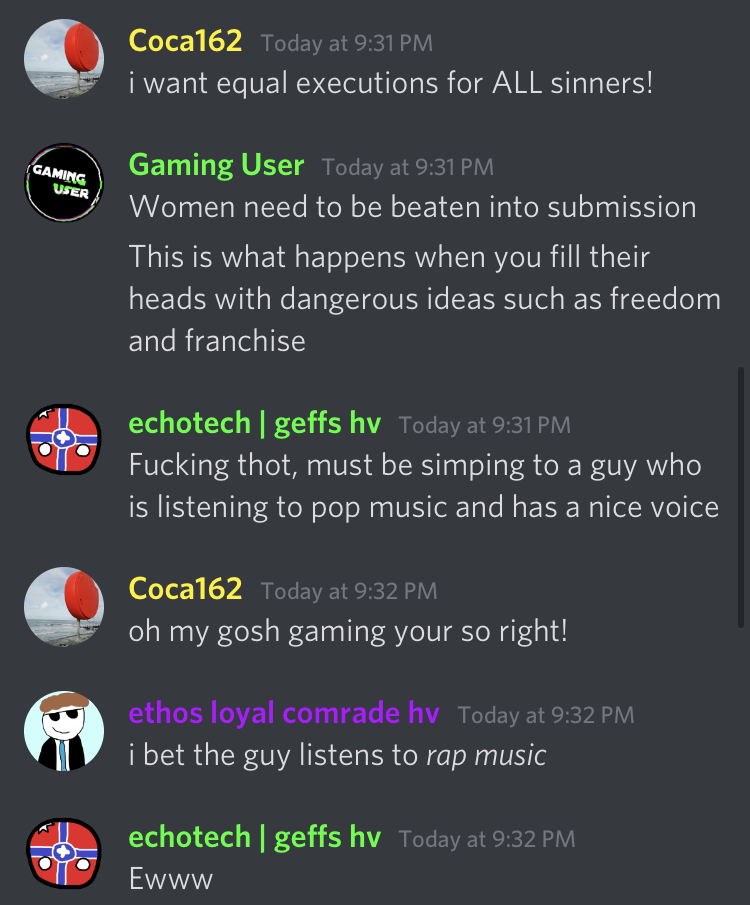 Coca162 Today at 9:31 PM
i want equal executions for ALL sinners!
GAMING
USER
Gaming User Today at 9:31 PM
Women need to be beaten into submission
This is what happens when you fill their
heads with dangerous ideas such as freedom
and franchise
echotech | geffs hv Today at 9:31 PM
Fucking thot, must be simping to a guy who
is listening to pop music and has a nice voice
Coca162 Today at 9:32 PM
oh my gosh gaming your so right!
ethos loyal comrade hv Today at 9:32 PM
i bet the guy listens to rap music
echotech | geffs hv Today at 9:32 PM
Ewww